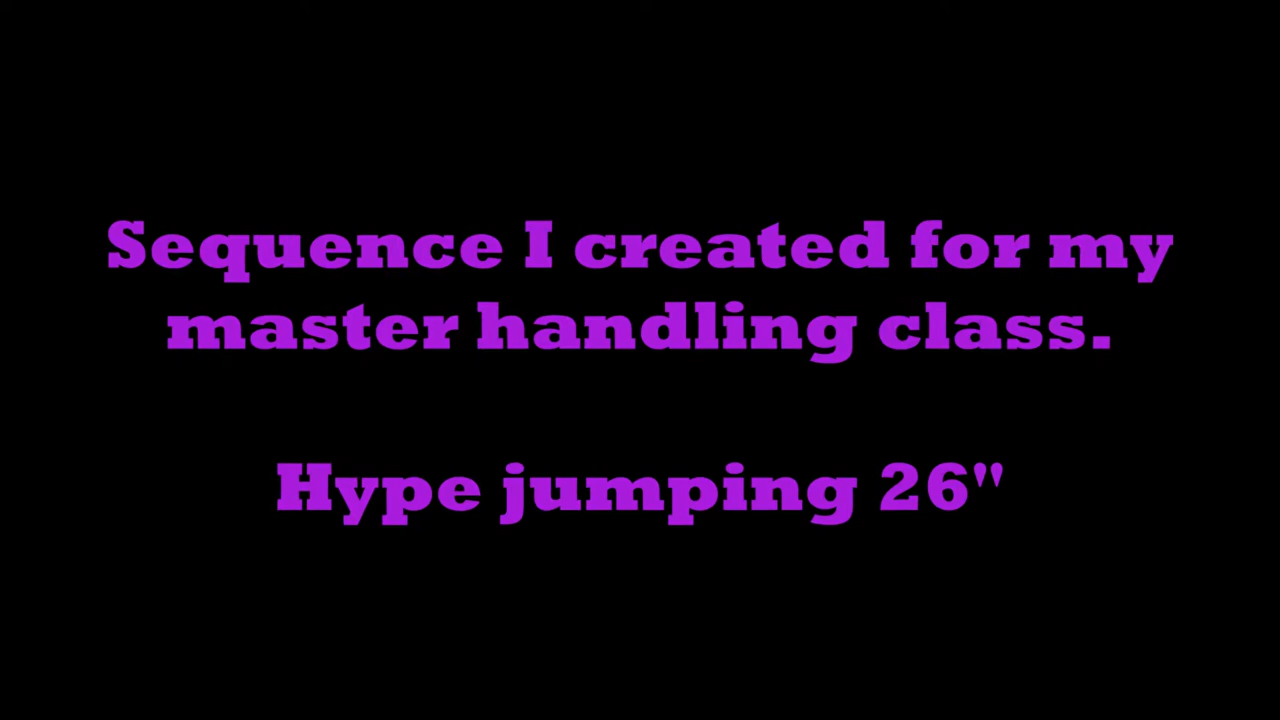 Sequence I created for my
master handling class.
Hype jumping 26"